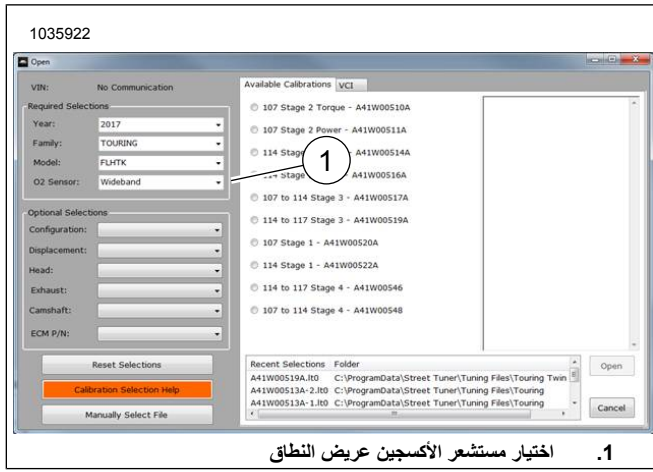 1035922
Open
VIN: No Communication
Required Selections
Year: 2017
Family: TOURING
Model: FLHTK
O2 Sensor: Wideband
Optional Selections
Configuration:
Displacement:
Head:
Exhaust:
Camshaft:
ECM P/N:
Reset Selections
Calibration Selection Help
Manually Select File
Available Calibrations VCI
107 Stage 2 Torque - A41W00510A
107 Stage 2 Power - A41W00511A
114 Stage A41W00514A
Stage A41W00516A
107 to 114 Stage 3 - A41W00517A
114 to 117 Stage 3 - A41W00519A
107 Stage 1 - A41W00520A
114 Stage 1 - A41W00522A
114 to 117 Stage 4 - A41W00546
107 to 114 Stage 4 - A41W00548
1
Recent Selections Folder
A41W00519A.lt0 C:\ProgramData\Street Tuner\Tuning Files\Touring Twin
A41W00513A-2.lt0 C:\ProgramData\Street Tuner\Tuning Files\Touring
A41W00513A-1.lt0 C:\ProgramData\Street Tuner\Tuning Files\Touring
Open
Cancel
1. اختيار مستشعر الأكسجين عريض النطاق